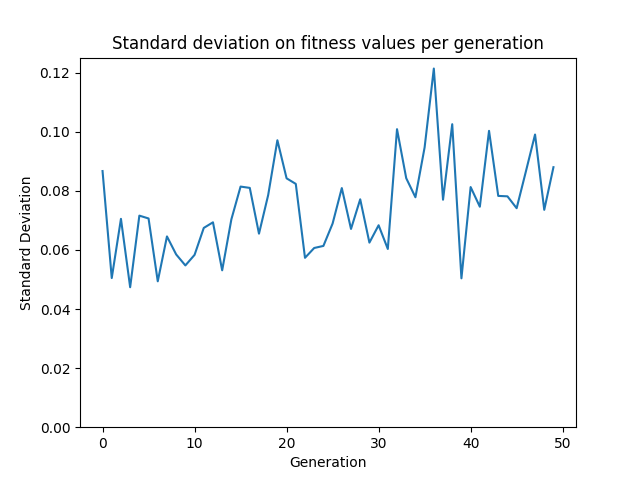 Standard deviation on fitness values per generation
Standard Deviation
0.12
0.10
0.08
0.06
0.04
0.02
0.00
0 10 20 30 40 50
Generation